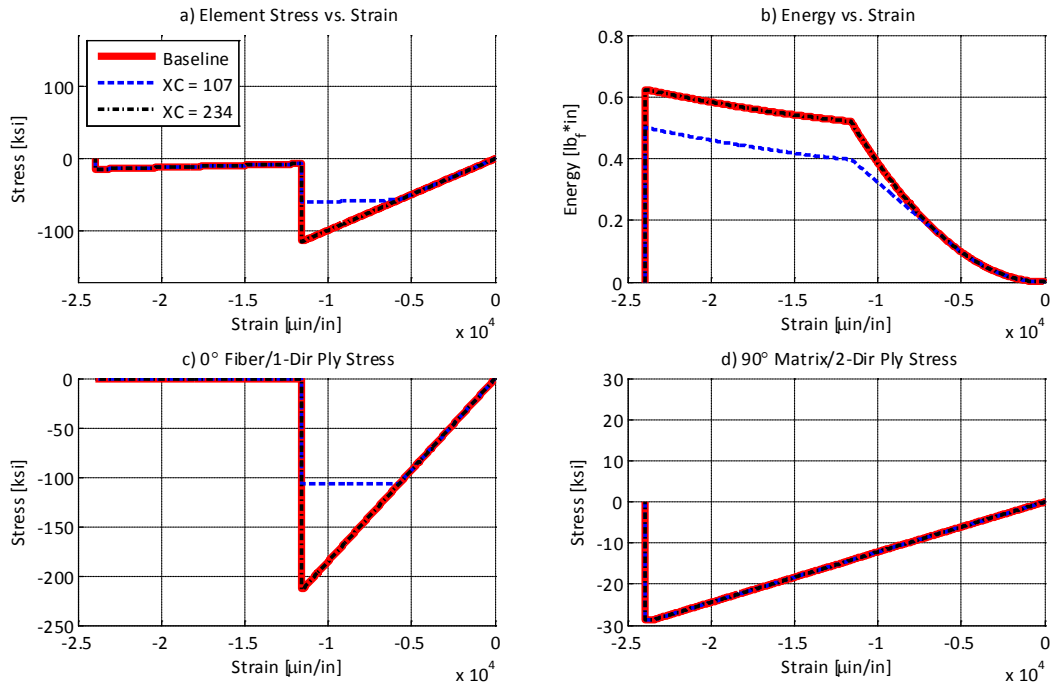 a) Element Stress vs. Strain
Baseline
XC = 107
XC = 234
100
0
-100
Stress [ksi]
-2.5
-2
-1.5
-1
-0.5
0
Strain [µin/in]
x 10^4
b) Energy vs. Strain
0.8
0.6
0.4
0.2
0
Energy [lb_f*in]
-2.5
-2
-1.5
-1
-0.5
0
Strain [µin/in]
x 10^4
c) 0° Fiber/1-Dir Ply Stress
0
-50
-100
-150
-200
-250
Stress [ksi]
-2.5
-2
-1.5
-1
-0.5
0
Strain [µin/in]
x 10^4
d) 90° Matrix/2-Dir Ply Stress
30
20
10
0
-10
-20
-30
Stress [ksi]
-2.5
-2
-1.5
-1
-0.5
0
Strain [µin/in]
x 10^4